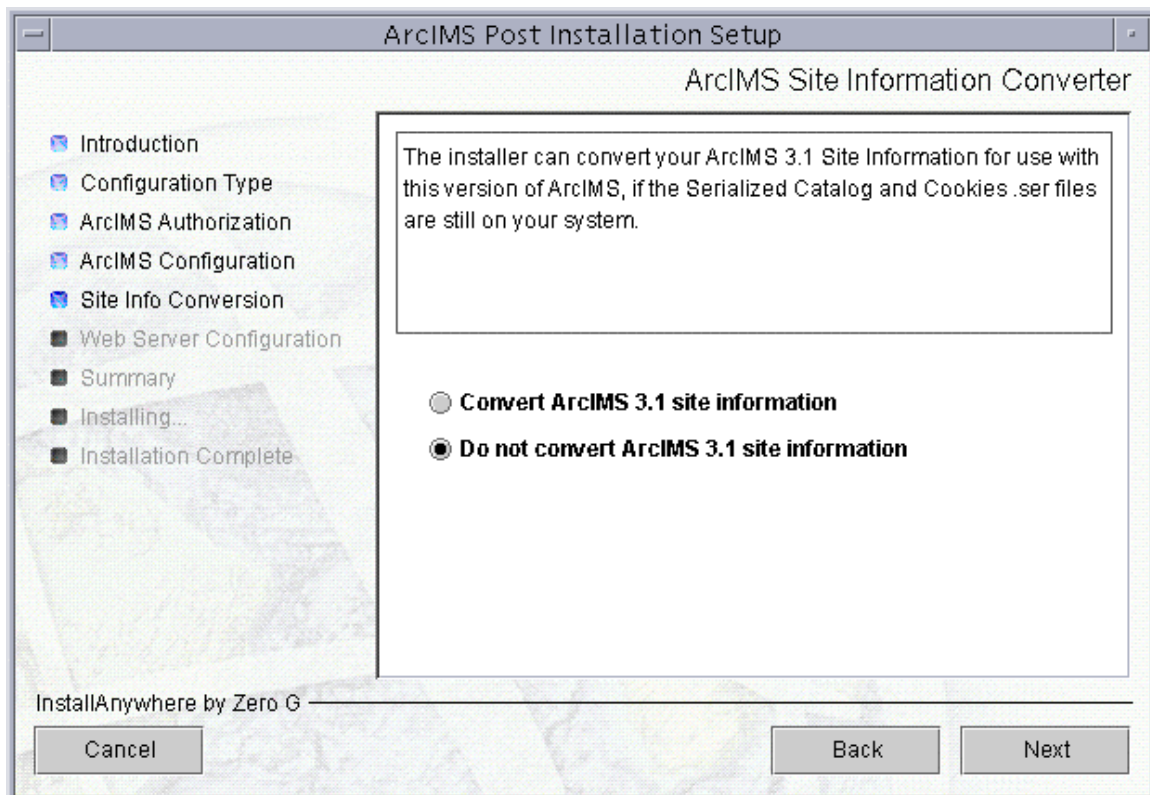 ArcIMS Post Installation Setup
ArcIMS Site Information Converter
Introduction
Configuration Type
ArcIMS Authorization
ArcIMS Configuration
Site Info Conversion
Web Server Configuration
Summary
Installing...
Installation Complete
The installer can convert your ArcIMS 3.1 Site Information for use with
this version of ArcIMS, if the Serialized Catalog and Cookies .ser files
are still on your system.
Convert ArcIMS 3.1 site information
Do not convert ArcIMS 3.1 site information
InstallAnywhere by Zero G
Cancel
Back
Next